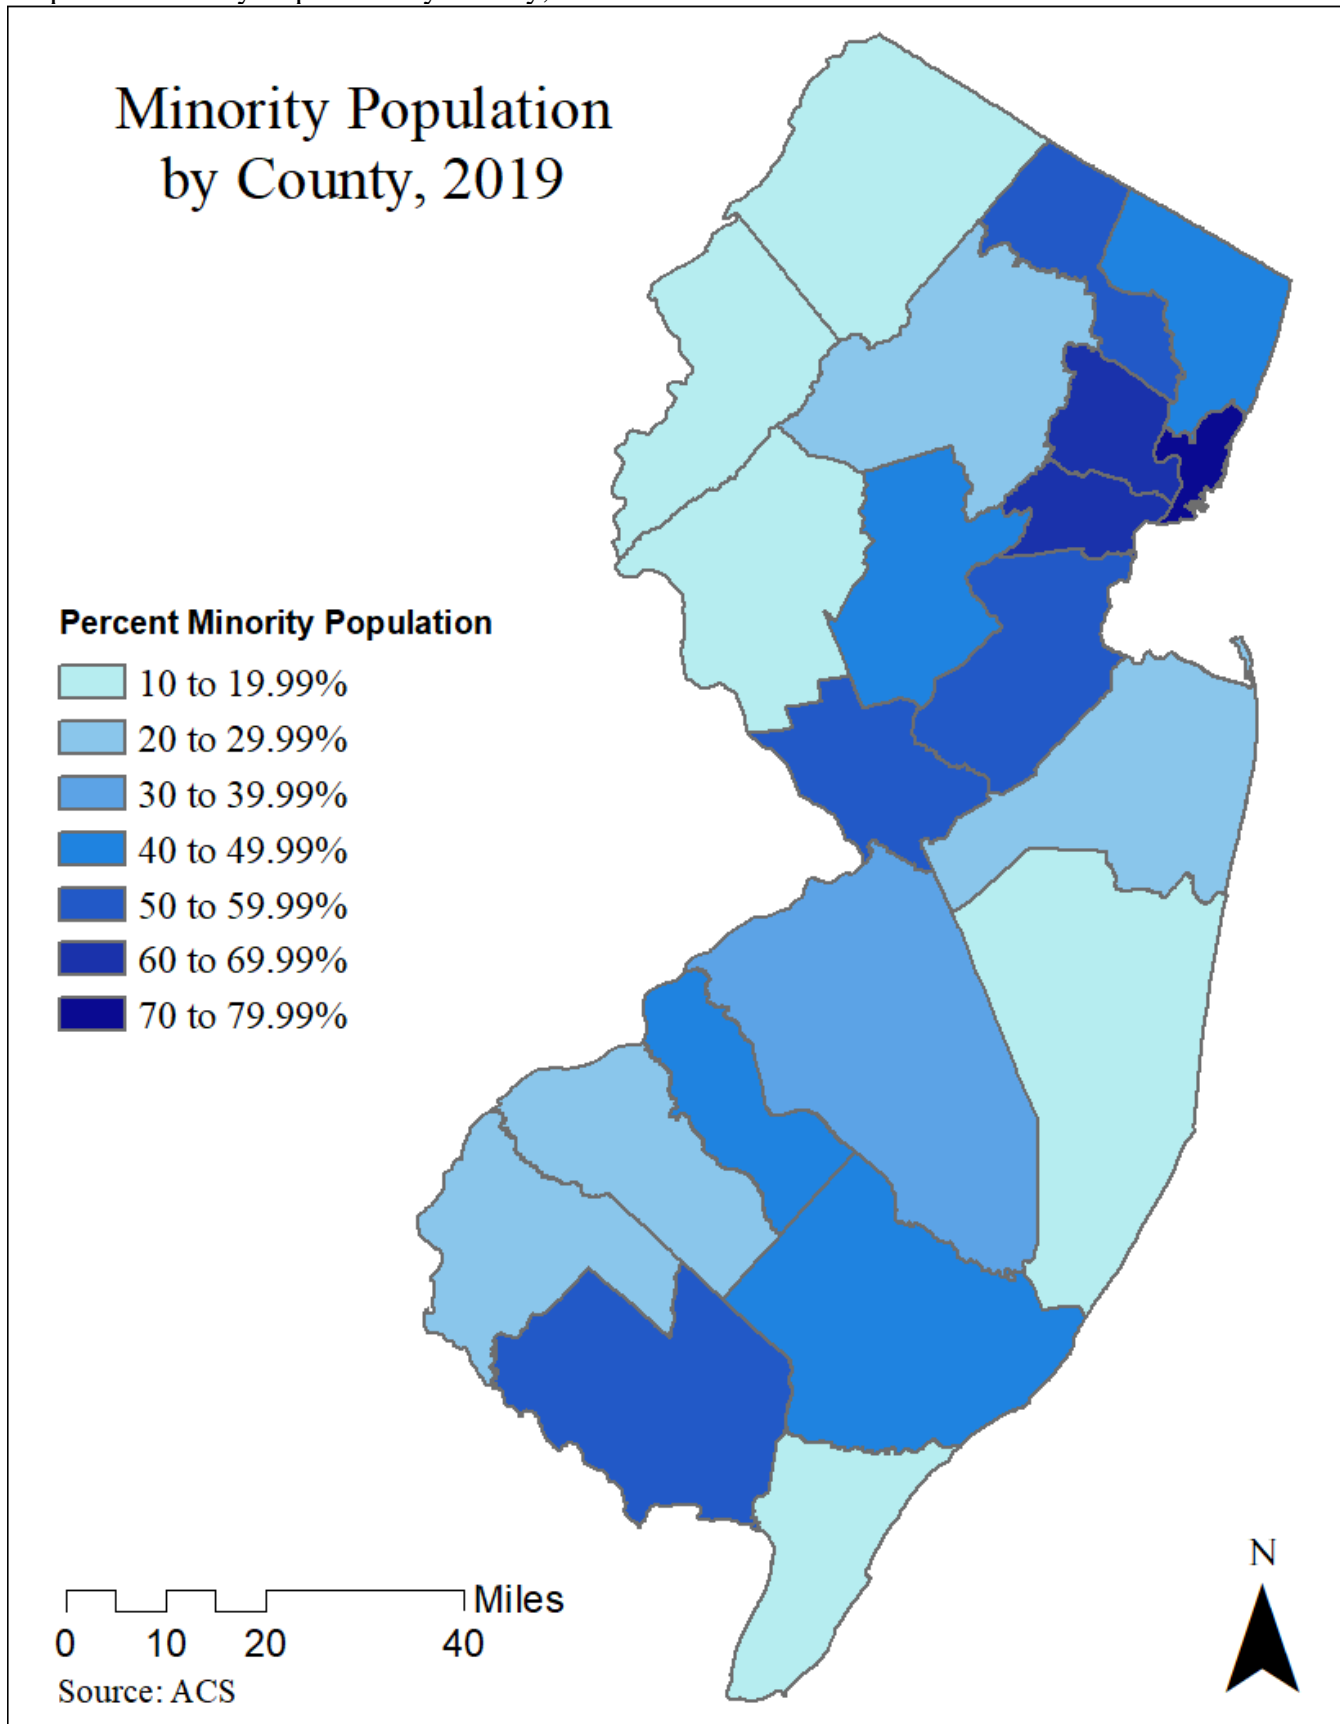 Minority Population
by County, 2019
Percent Minority Population
10 to 19.99%
20 to 29.99%
30 to 39.99%
40 to 49.99%
50 to 59.99%
60 to 69.99%
70 to 79.99%
N
Miles
0 10 20 40
Source: ACS